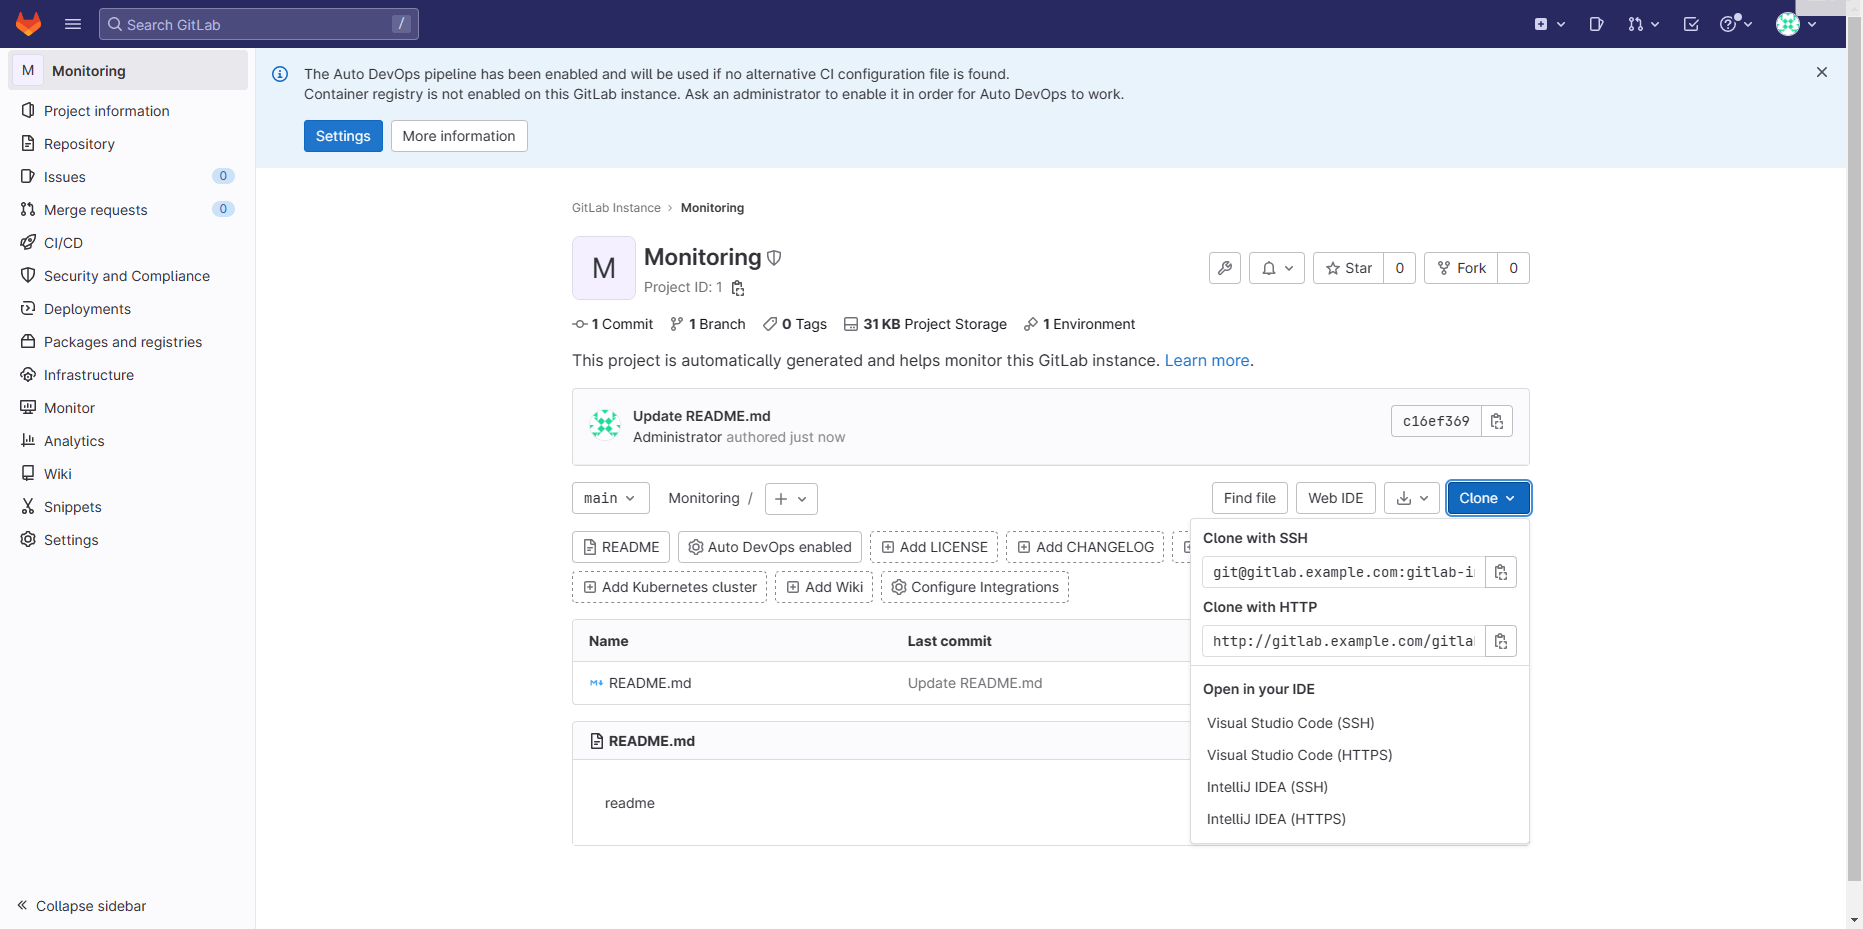 Search GitLab /
M Monitoring
Project information
Repository
Issues 0
Merge requests 0
CI/CD
Security and Compliance
Deployments
Packages and registries
Infrastructure
Monitor
Analytics
Wiki
Snippets
Settings
Collapse sidebar
The Auto DevOps pipeline has been enabled and will be used if no alternative CI configuration file is found.
Container registry is not enabled on this GitLab instance. Ask an administrator to enable it in order for Auto DevOps to work.
Settings More information
GitLab Instance › Monitoring
M
Monitoring
Project ID: 1
Star 0 Fork 0
1 Commit 1 Branch 0 Tags 31 KB Project Storage 1 Environment
This project is automatically generated and helps monitor this GitLab instance. Learn more.
Update README.md
Administrator authored just now
c16ef369
main Monitoring / + Find file Web IDE Clone
README Auto DevOps enabled Add LICENSE Add CHANGELOG
Add Kubernetes cluster Add Wiki Configure Integrations
Name Last commit
README.md Update README.md
README.md
readme
Clone with SSH
git@gitlab.example.com:gitlab-i
Clone with HTTP
http://gitlab.example.com/gitla
Open in your IDE
Visual Studio Code (SSH)
Visual Studio Code (HTTPS)
IntelliJ IDEA (SSH)
IntelliJ IDEA (HTTPS)